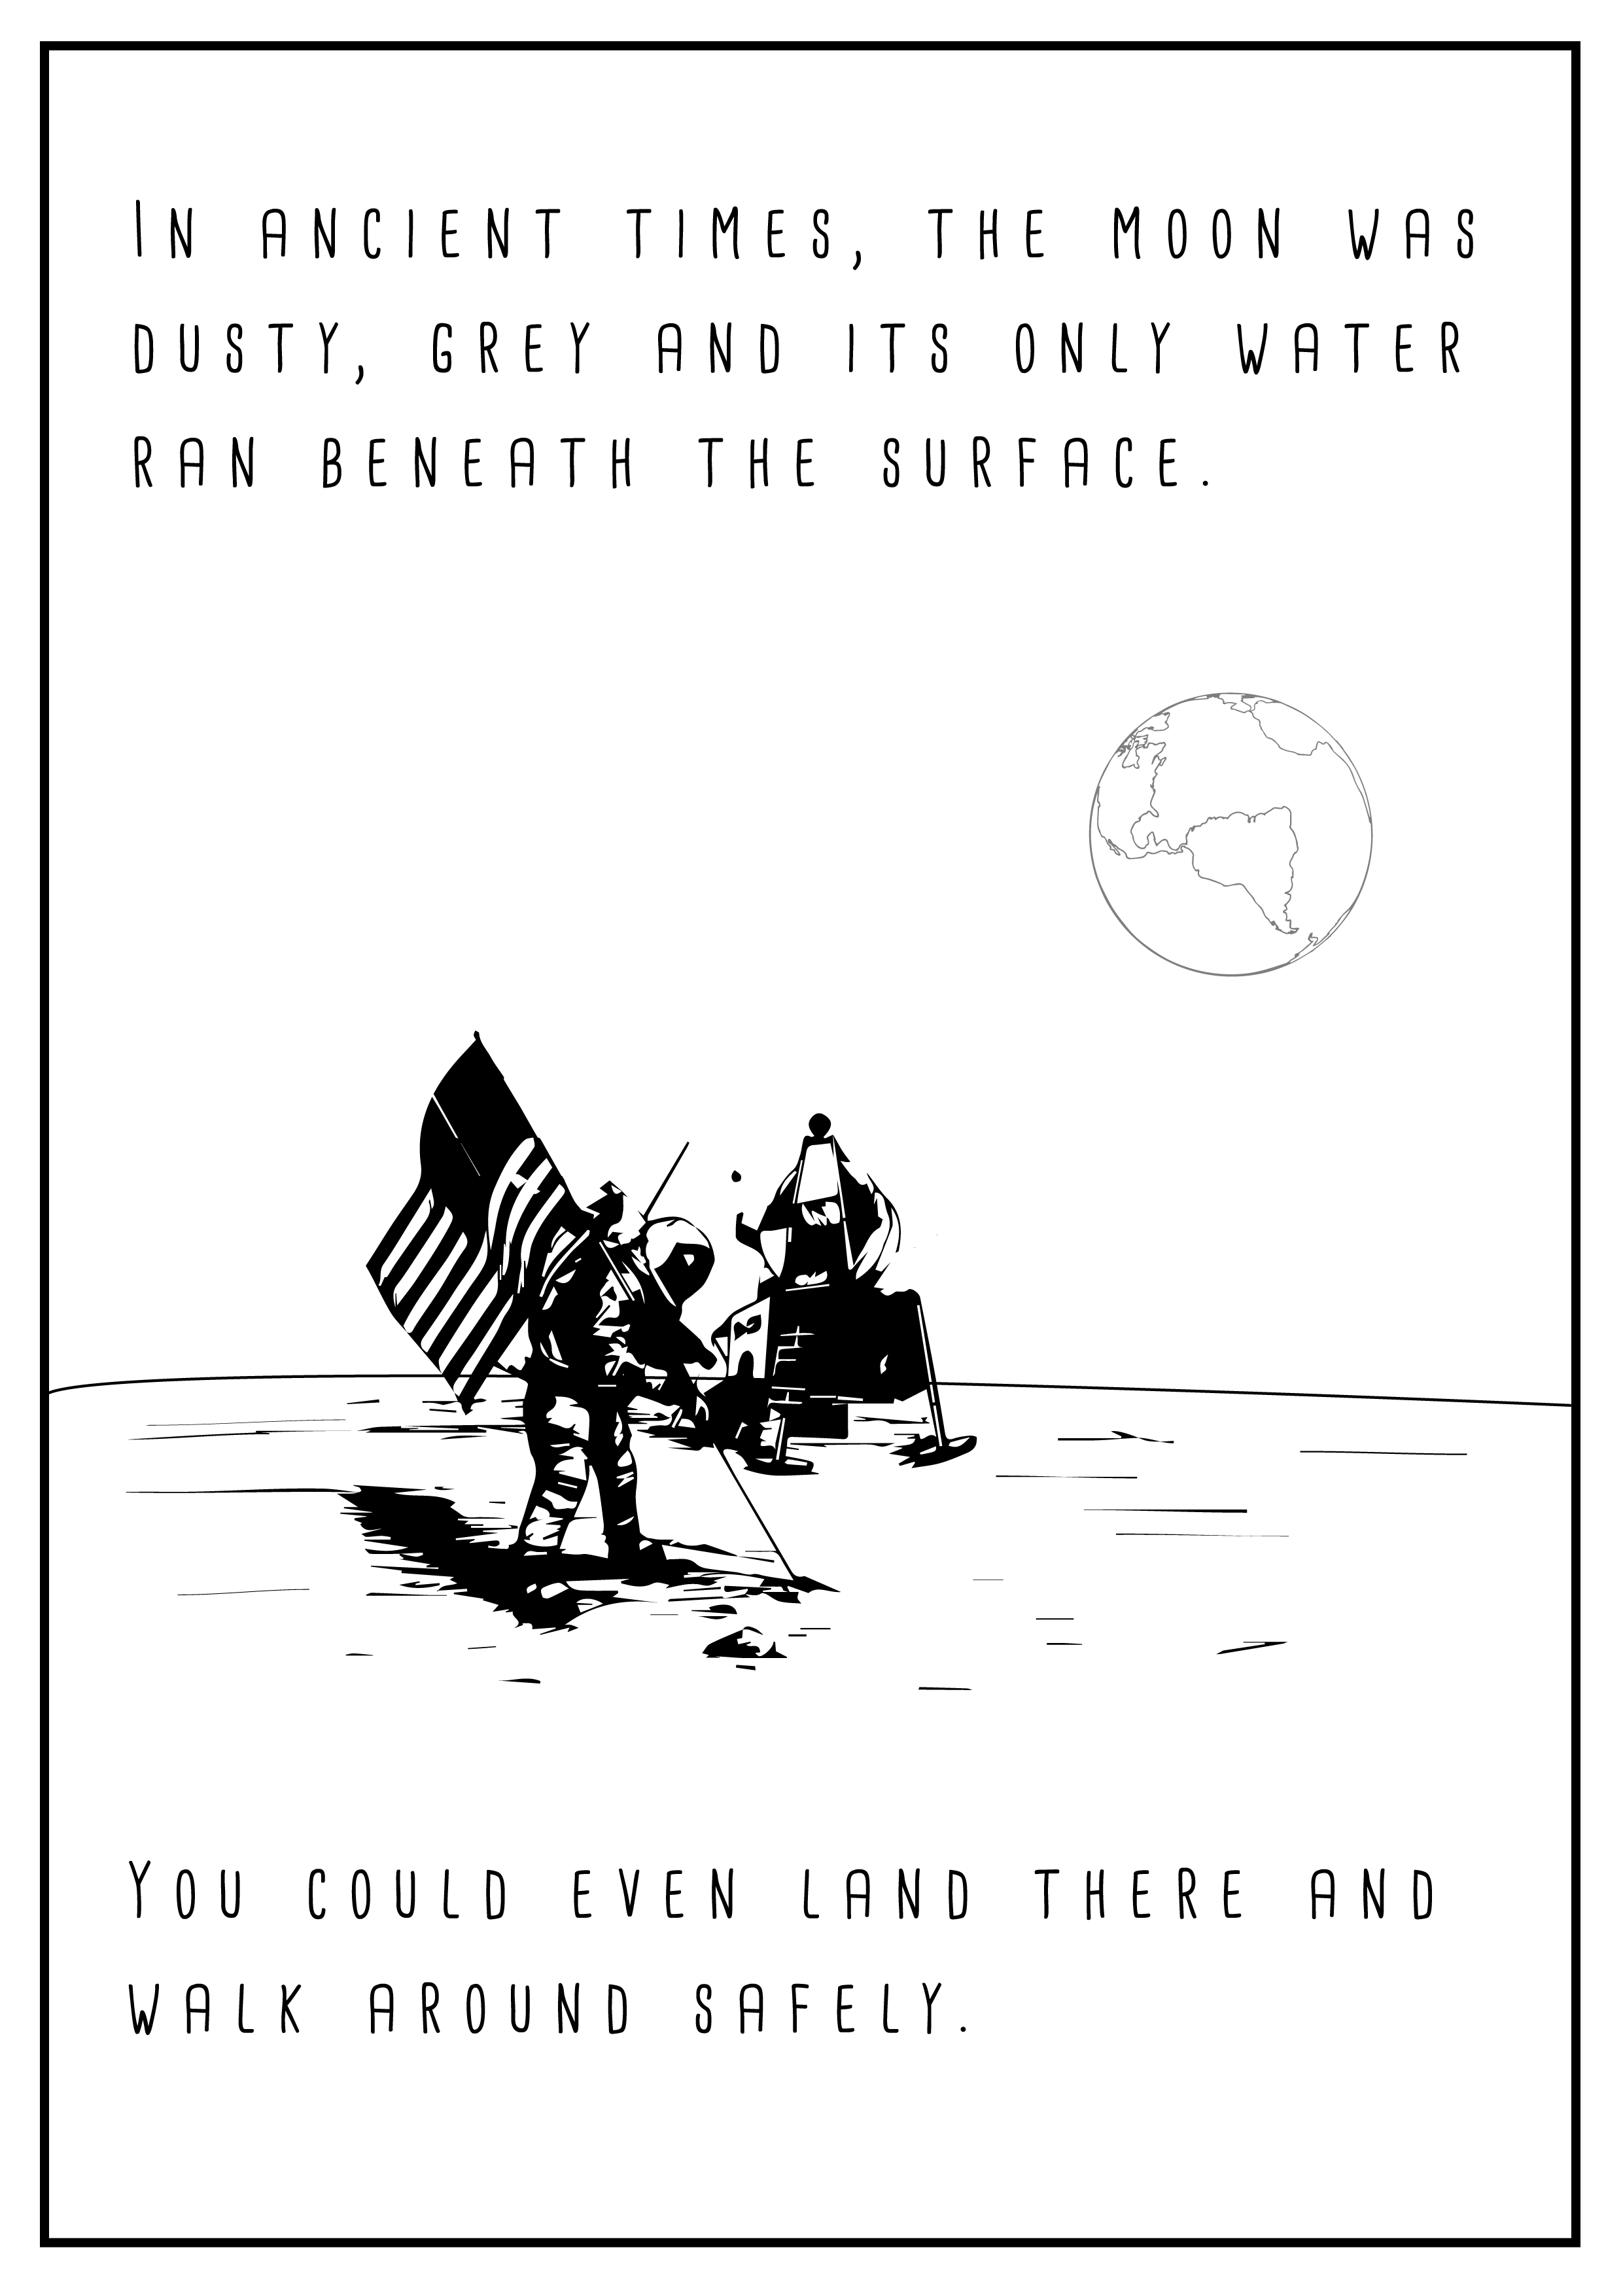 In ancient times, the moon was
dusty, grey and its only water
ran beneath the surface.
You could even land there and
walk around safely.